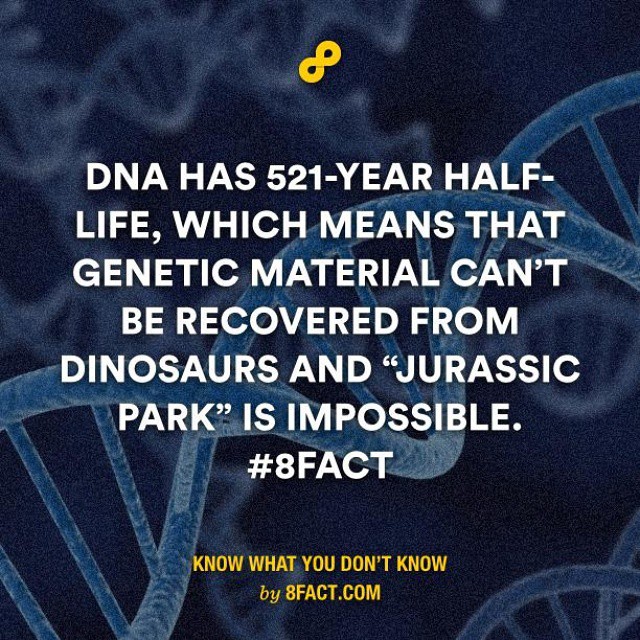 DNA HAS 521-YEAR HALF-
LIFE, WHICH MEANS THAT
GENETIC MATERIAL CAN'T
BE RECOVERED FROM
DINOSAURS AND “JURASSIC
PARK” IS IMPOSSIBLE.
#8FACT
KNOW WHAT YOU DON'T KNOW
by 8FACT.COM